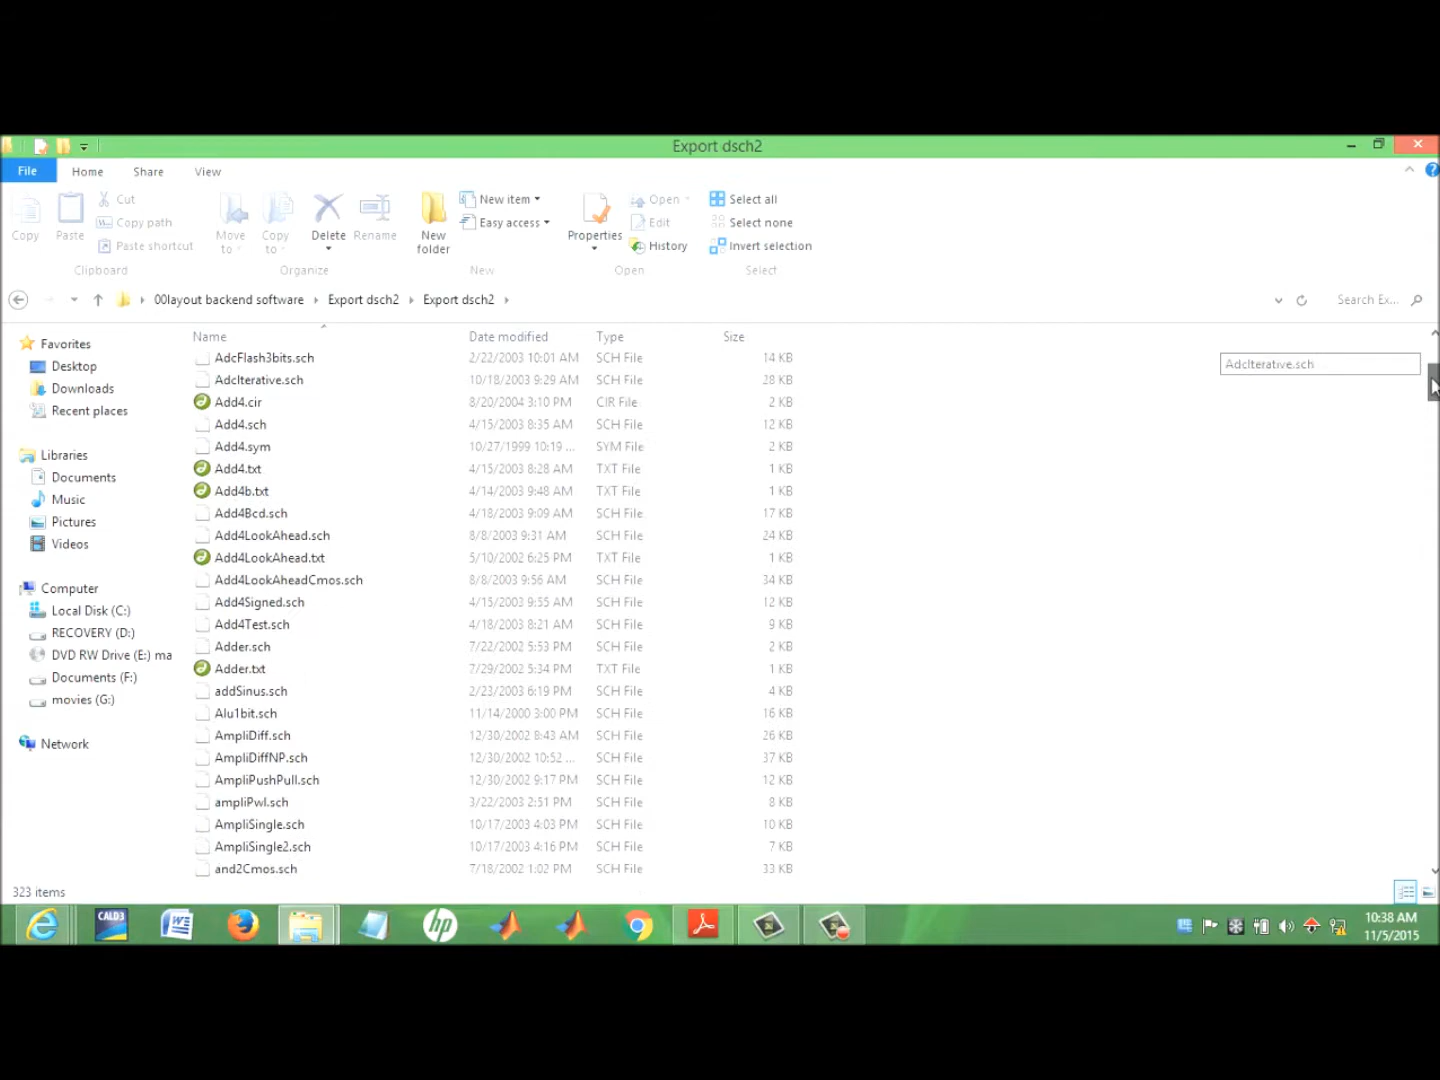 Export dsch2
File Home Share View
Cut
Copy path
Paste shortcut
Copy Paste
Clipboard
Move to
Copy to
Delete Rename
Organize
New folder
New item
Easy access
New
Properties
Open
Edit
History
Open
Select all
Select none
Invert selection
Select
00layout backend software Export dsch2 Export dsch2
Search Ex...
Favorites
Desktop
Downloads
Recent places
Libraries
Documents
Music
Pictures
Videos
Computer
Local Disk (C:)
RECOVERY (D:)
DVD RW Drive (E:) ma
Documents (F:)
movies (G:)
Network
Name Date modified Type Size
AdcFlash3bits.sch 2/22/2003 10:01 AM SCH File 14 KB
AdcIterative.sch 10/18/2003 9:29 AM SCH File 28 KB
Add4.cir 8/20/2004 3:10 PM CIR File 2 KB
Add4.sch 4/15/2003 8:35 AM SCH File 12 KB
Add4.sym 10/27/1999 10:19 ... SYM File 2 KB
Add4.txt 4/15/2003 8:28 AM TXT File 1 KB
Add4b.txt 4/14/2003 9:48 AM TXT File 1 KB
Add4Bcd.sch 4/18/2003 9:09 AM SCH File 17 KB
Add4LookAhead.sch 8/8/2003 9:31 AM SCH File 24 KB
Add4LookAhead.txt 5/10/2002 6:25 PM TXT File 1 KB
Add4LookAheadCmos.sch 8/8/2003 9:56 AM SCH File 34 KB
Add4Signed.sch 4/15/2003 9:55 AM SCH File 12 KB
Add4Test.sch 4/18/2003 8:21 AM SCH File 9 KB
Adder.sch 7/22/2002 5:53 PM SCH File 2 KB
Adder.txt 7/29/2002 5:34 PM TXT File 1 KB
addSinus.sch 2/23/2003 6:19 PM SCH File 4 KB
Alu1bit.sch 11/14/2000 3:00 PM SCH File 16 KB
AmpliDiff.sch 12/30/2002 8:43 AM SCH File 26 KB
AmpliDiffNP.sch 12/30/2002 10:52 ... SCH File 37 KB
AmpliPushPull.sch 12/30/2002 9:17 PM SCH File 12 KB
ampliPwl.sch 3/22/2003 2:51 PM SCH File 8 KB
AmpliSingle.sch 10/17/2003 4:03 PM SCH File 10 KB
AmpliSingle2.sch 10/17/2003 4:16 PM SCH File 7 KB
and2Cmos.sch 7/18/2002 1:02 PM SCH File 33 KB
AdcIterative.sch
323 items
CALD3
hp
10:38 AM
11/5/2015